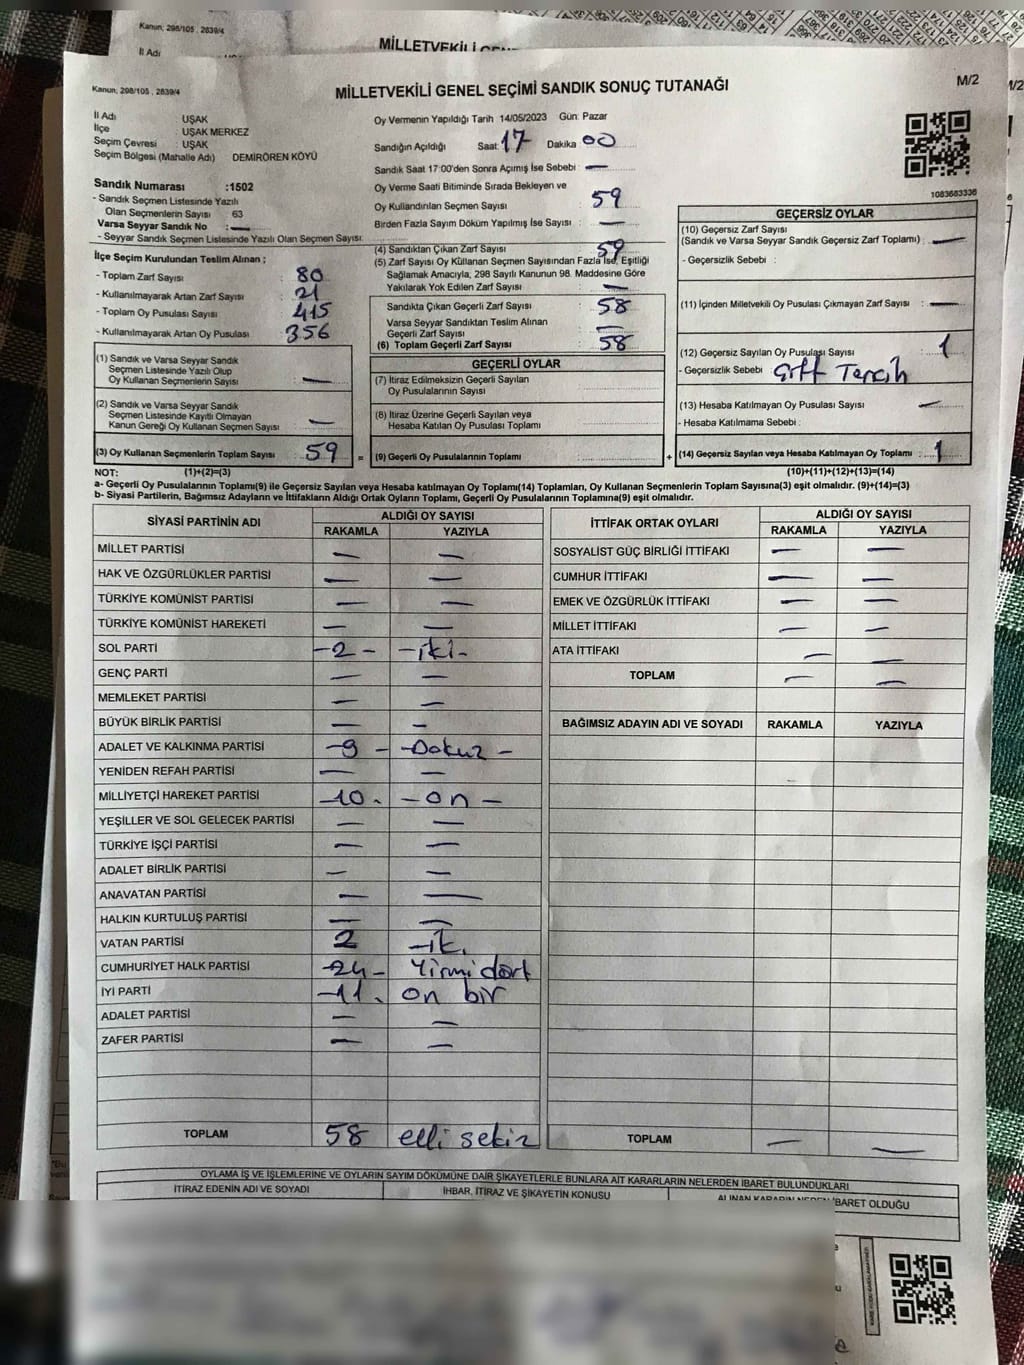 Kanun; 298/105 , 2839/4
İl Adı
Kanun; 298/105 , 2839/4
MİLLETVEKİLİ GENEL SEÇİMİ SANDIK SONUÇ TUTANAĞI
M/2
İl Adı : UŞAK
İlçe : UŞAK MERKEZ
Seçim Çevresi : UŞAK
Seçim Bölgesi (Mahalle Adı) DEMİRÖREN KÖYÜ
Sandık Numarası :1502
- Sandık Seçmen Listesinde Yazılı
Olan Seçmenlerin Sayısı 63
Varsa Seyyar Sandık No : —
- Seyyar Sandık Seçmen Listesinde Yazılı Olan Seçmen Sayısı:
İlçe Seçim Kurulundan Teslim Alınan ;
- Toplam Zarf Sayısı : 80
- Kullanılmayarak Artan Zarf Sayısı : 21
- Toplam Oy Pusulası Sayısı : 415
- Kullanılmayarak Artan Oy Pusulası : 356
(1) Sandık ve Varsa Seyyar Sandık
Seçmen Listesinde Yazılı Olup
Oy Kullanan Seçmenlerin Sayısı : —
(2) Sandık ve Varsa Seyyar Sandık
Seçmen Listesinde Kayıtlı Olmayan
Kanun Gereği Oy Kullanan Seçmen Sayısı : —
(3) Oy Kullanan Seçmenlerin Toplam Sayısı : 59
Oy Vermenin Yapıldığı Tarih 14/05/2023 Gün: Pazar
Sandığın Açıldığı Saat: 17 Dakika : 00
Sandık Saat 17:00'den Sonra Açımış İse Sebebi : —
Oy Verme Saati Bitiminde Sırada Bekleyen ve
Oy Kullandırılan Seçmen Sayısı : 59
Birden Fazla Sayım Döküm Yapılmış İse Sayısı : —
(4) Sandıktan Çıkan Zarf Sayısı : 59
(5) Zarf Sayısı Oy Kullanan Seçmen Sayısından Fazla İse, Eşitliği
Sağlamak Amacıyla, 298 Sayılı Kanunun 98. Maddesine Göre
Yakılarak Yok Edilen Zarf Sayısı : —
Sandıkta Çıkan Geçerli Zarf Sayısı : 58
Varsa Seyyar Sandıktan Teslim Alınan
Geçerli Zarf Sayısı : —
(6) Toplam Geçerli Zarf Sayısı : 58
GEÇERLİ OYLAR
(7) İtiraz Edilmeksizin Geçerli Sayılan
Oy Pusulalarının Sayısı :
(8) İtiraz Üzerine Geçerli Sayılan veya
Hesaba Katılan Oy Pusulası Toplamı :
= (9) Geçerli Oy Pusulalarının Toplamı :
1083683336
GEÇERSİZ OYLAR
(10) Geçersiz Zarf Sayısı
(Sandık ve Varsa Seyyar Sandık Geçersiz Zarf Toplamı) : —
- Geçersizlik Sebebi :
(11) İçinden Milletvekili Oy Pusulası Çıkmayan Zarf Sayısı : —
(12) Geçersiz Sayılan Oy Pusulası Sayısı : 1
- Geçersizlik Sebebi : Çift Tercih
(13) Hesaba Katılmayan Oy Pusulası Sayısı : —
- Hesaba Katılmama Sebebi :
+ (14) Geçersiz Sayılan veya Hesaba Katılmayan Oy Toplamı : 1
NOT: (1)+(2)=(3) (10)+(11)+(12)+(13)=(14)
a- Geçerli Oy Pusulasının Toplamı(9) ile Geçersiz Sayılan veya Hesaba katılmayan Oy Toplamı(14) Toplamları, Oy Kullanan Seçmenlerin Toplam Sayısına(3) eşit olmalıdır. (9)+(14)=(3)
b- Siyasi Partilerin, Bağımsız Adayların ve İttifakların Aldığı Ortak Oyların Toplamı, Geçerli Oy Pusulalarının Toplamına(9) eşit olmalıdır.
SİYASİ PARTİNİN ADI ALDIĞI OY SAYISI
RAKAMLA YAZIYLA
MİLLET PARTİSİ — —
HAK VE ÖZGÜRLÜKLER PARTİSİ — —
TÜRKİYE KOMÜNİST PARTİSİ — —
TÜRKİYE KOMÜNİST HAREKETİ — —
SOL PARTİ -2- -iki-
GENÇ PARTİ — —
MEMLEKET PARTİSİ — —
BÜYÜK BİRLİK PARTİSİ — —
ADALET VE KALKINMA PARTİSİ -9- -Dokuz-
YENİDEN REFAH PARTİSİ — —
MİLLİYETÇİ HAREKET PARTİSİ -10- -on-
YEŞİLLER VE SOL GELECEK PARTİSİ — —
TÜRKİYE İŞÇİ PARTİSİ — —
ADALET BİRLİK PARTİSİ — —
ANAVATAN PARTİSİ — —
HALKIN KURTULUŞ PARTİSİ — —
VATAN PARTİSİ 2 -iki
CUMHURİYET HALK PARTİSİ -24- Yirmidört
İYİ PARTİ -11- on bir
ADALET PARTİSİ — —
ZAFER PARTİSİ — —
TOPLAM 58 elli sekiz
İTTİFAK ORTAK OYLARI ALDIĞI OY SAYISI
RAKAMLA YAZIYLA
SOSYALİST GÜÇ BİRLİĞİ İTTİFAKI — —
CUMHUR İTTİFAKI — —
EMEK VE ÖZGÜRLÜK İTTİFAKI — —
MİLLET İTTİFAKI — —
ATA İTTİFAKI — —
TOPLAM — —
BAĞIMSIZ ADAYIN ADI VE SOYADI RAKAMLA YAZIYLA
TOPLAM — —
OYLAMA İŞ VE İŞLEMLERİNE VE OYLARIN SAYIM DÖKÜMÜNE DAİR ŞİKAYETLERLE BUNLARA AİT KARARLARIN NELERDEN İBARET BULUNDUKLARI
İTİRAZ EDENİN ADI VE SOYADI İHBAR, İTİRAZ VE ŞİKAYETİN KONUSU ALINAN KARARIN NEDEN İBARET OLDUĞU